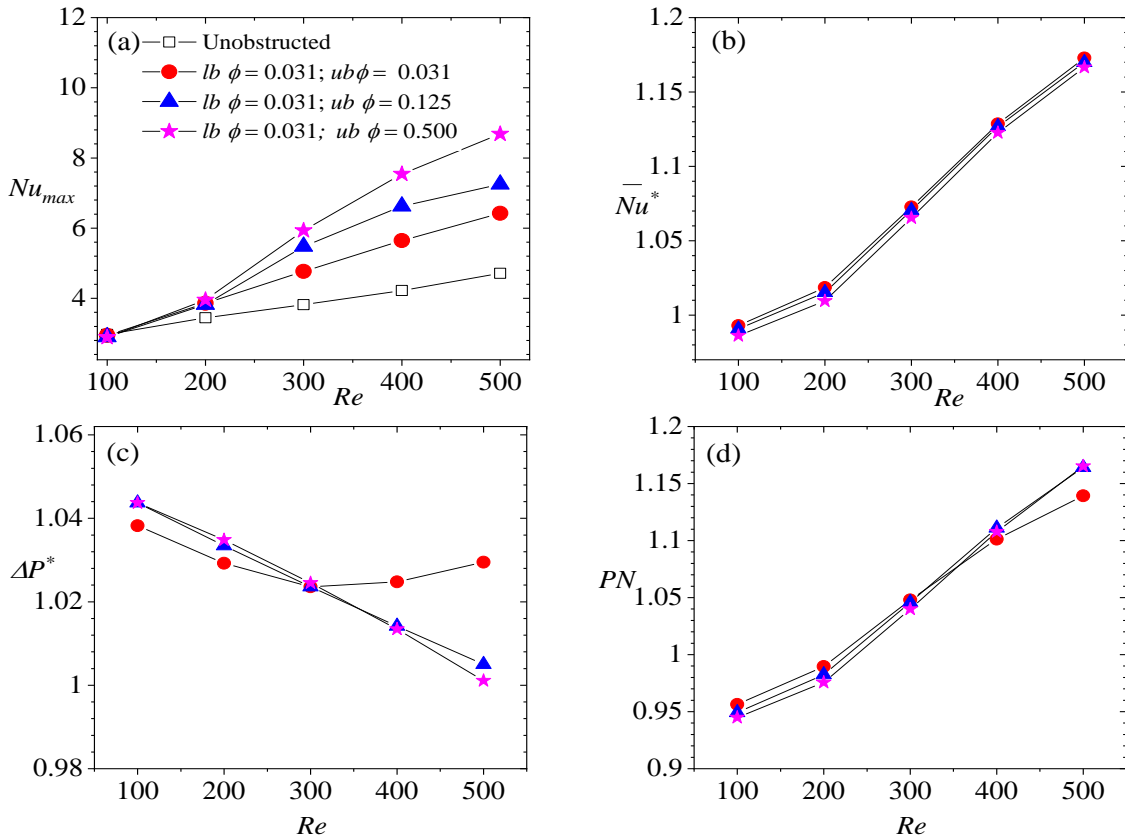 (a)
12
10
8
6
4
Nu_max
Unobstructed
lb ϕ = 0.031; ubϕ = 0.031
lb ϕ = 0.031; ub ϕ = 0.125
lb ϕ = 0.031; ub ϕ = 0.500
100 200 300 400 500
Re
(b)
1.2
1.15
1.1
1.05
1
N̅u̅*
100 200 300 400 500
Re
(c)
1.06
1.04
1.02
1
0.98
ΔP*
100 200 300 400 500
Re
(d)
1.2
1.15
1.1
1.05
1
0.95
0.9
PN
100 200 300 400 500
Re